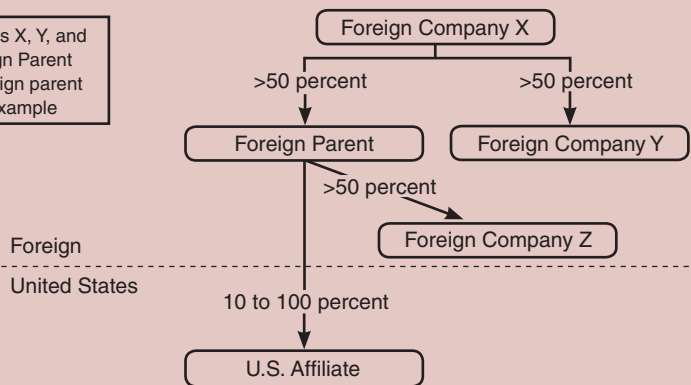 s X, Y, and
gn Parent
ign parent
xample
Foreign Company X
>50 percent
>50 percent
Foreign Parent
Foreign Company Y
>50 percent
Foreign Company Z
Foreign
United States
10 to 100 percent
U.S. Affiliate